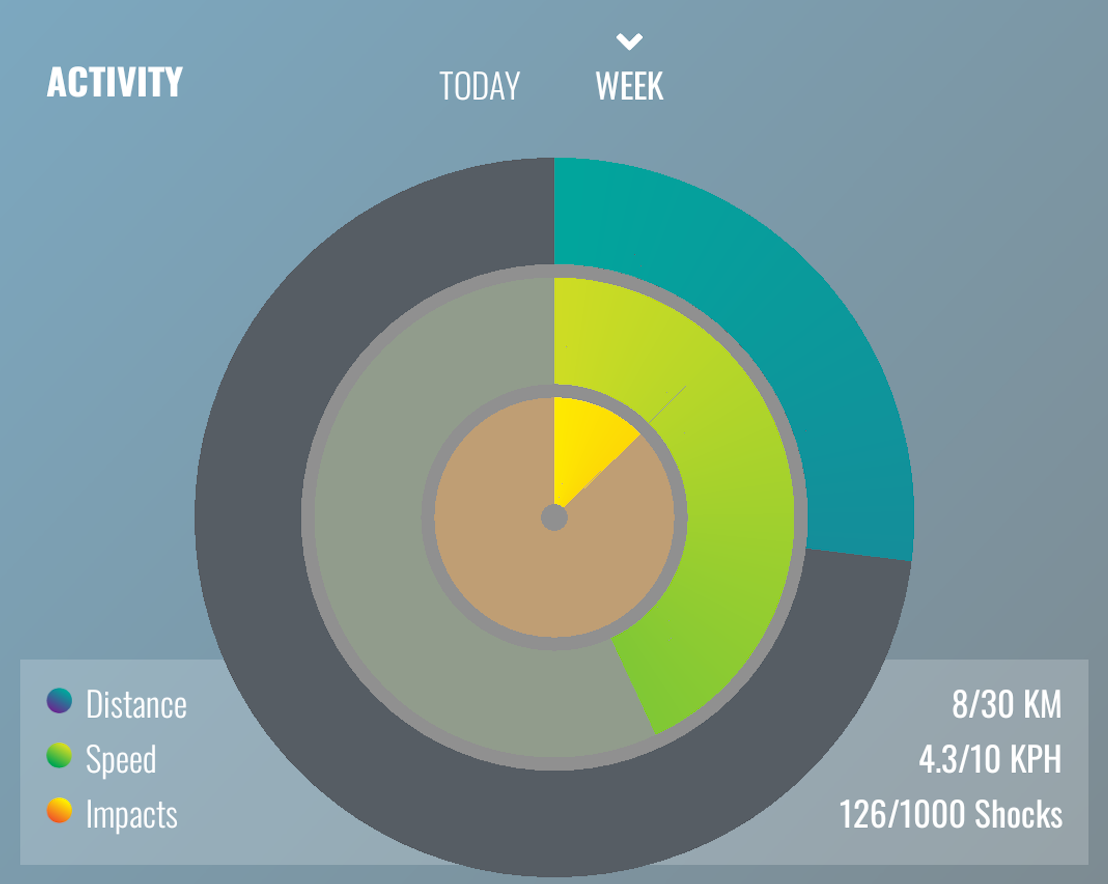 ACTIVITY TODAY WEEK
Distance 8/30 KM
Speed 4.3/10 KPH
Impacts 126/1000 Shocks